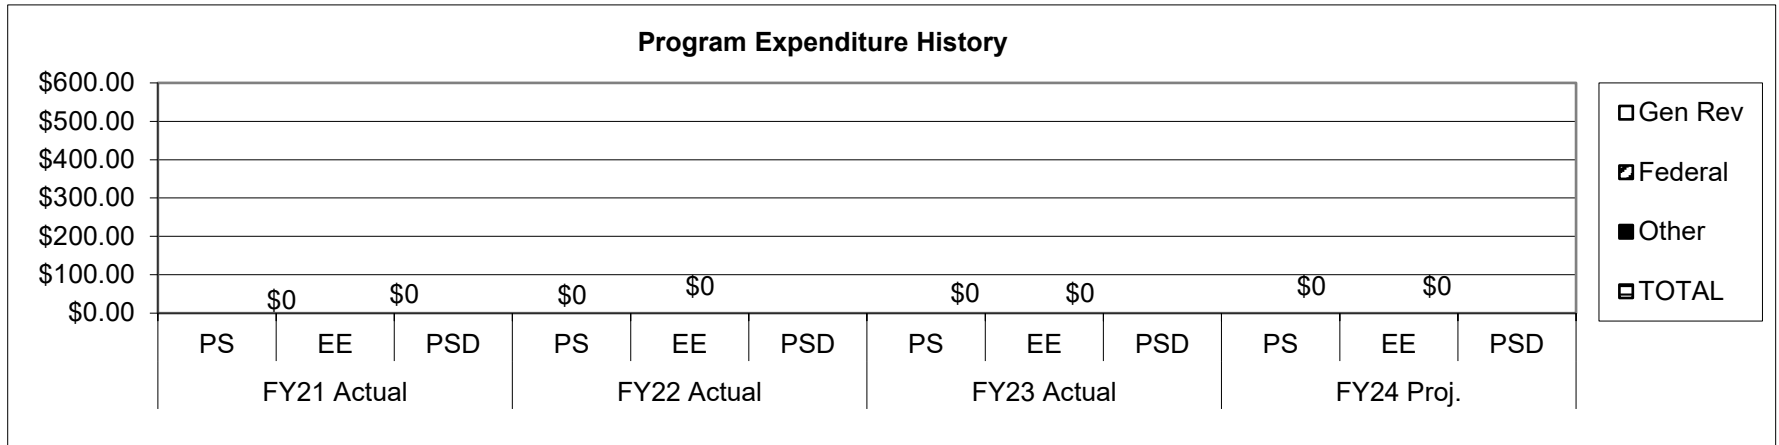 Program Expenditure History
$600.00
$500.00
$400.00
$300.00
$200.00
$100.00
$0.00
$0 $0 $0 $0 $0 $0 $0 $0
PS EE PSD PS EE PSD PS EE PSD PS EE PSD
FY21 Actual FY22 Actual FY23 Actual FY24 Proj.
Gen Rev
Federal
Other
TOTAL